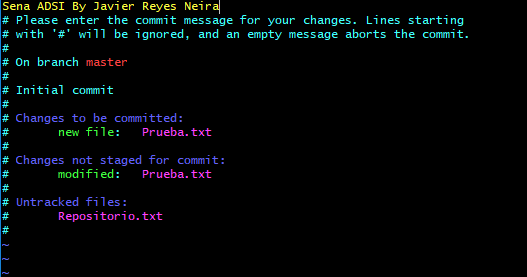 Sena ADSI By Javier Reyes Neira
# Please enter the commit message for your changes. Lines starting
# with '#' will be ignored, and an empty message aborts the commit.
#
# On branch master
#
# Initial commit
#
# Changes to be committed:
#       new file:   Prueba.txt
#
# Changes not staged for commit:
#       modified:   Prueba.txt
#
# Untracked files:
#       Repositorio.txt
#
~
~
~